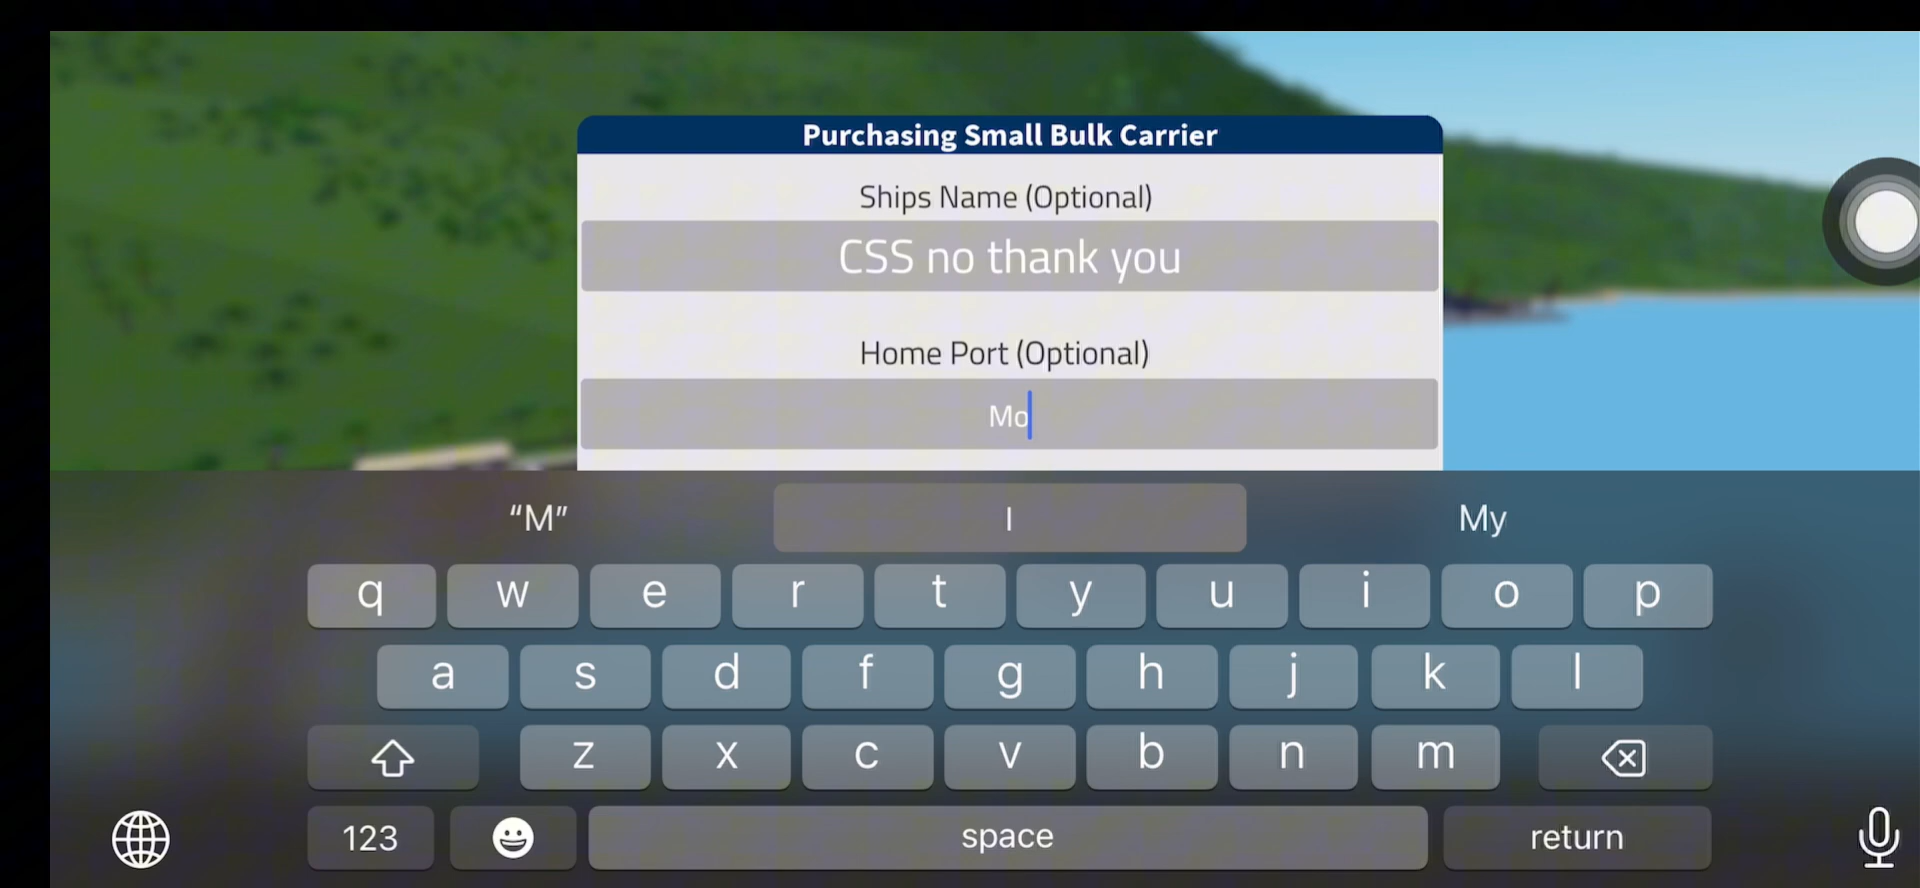 Purchasing Small Bulk Carrier
Ships Name (Optional)
CSS no thank you
Home Port (Optional)
Mo
“M” I My
q w e r t y u i o p
a s d f g h j k l
z x c v b n m
123 space return